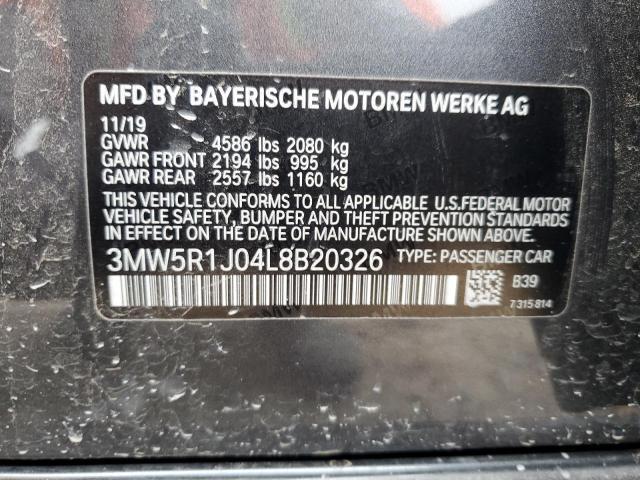 MFD BY BAYERISCHE MOTOREN WERKE AG
11/19
GVWR 4586 lbs 2080 kg
GAWR FRONT 2194 lbs 995 kg
GAWR REAR 2557 lbs 1160 kg
THIS VEHICLE CONFORMS TO ALL APPLICABLE U.S.FEDERAL MOTOR
VEHICLE SAFETY, BUMPER AND THEFT PREVENTION STANDARDS
IN EFFECT ON THE DATE OF MANUFACTURE SHOWN ABOVE.
3MW5R1J04L8B20326 TYPE: PASSENGER CAR
B39
7 315 814